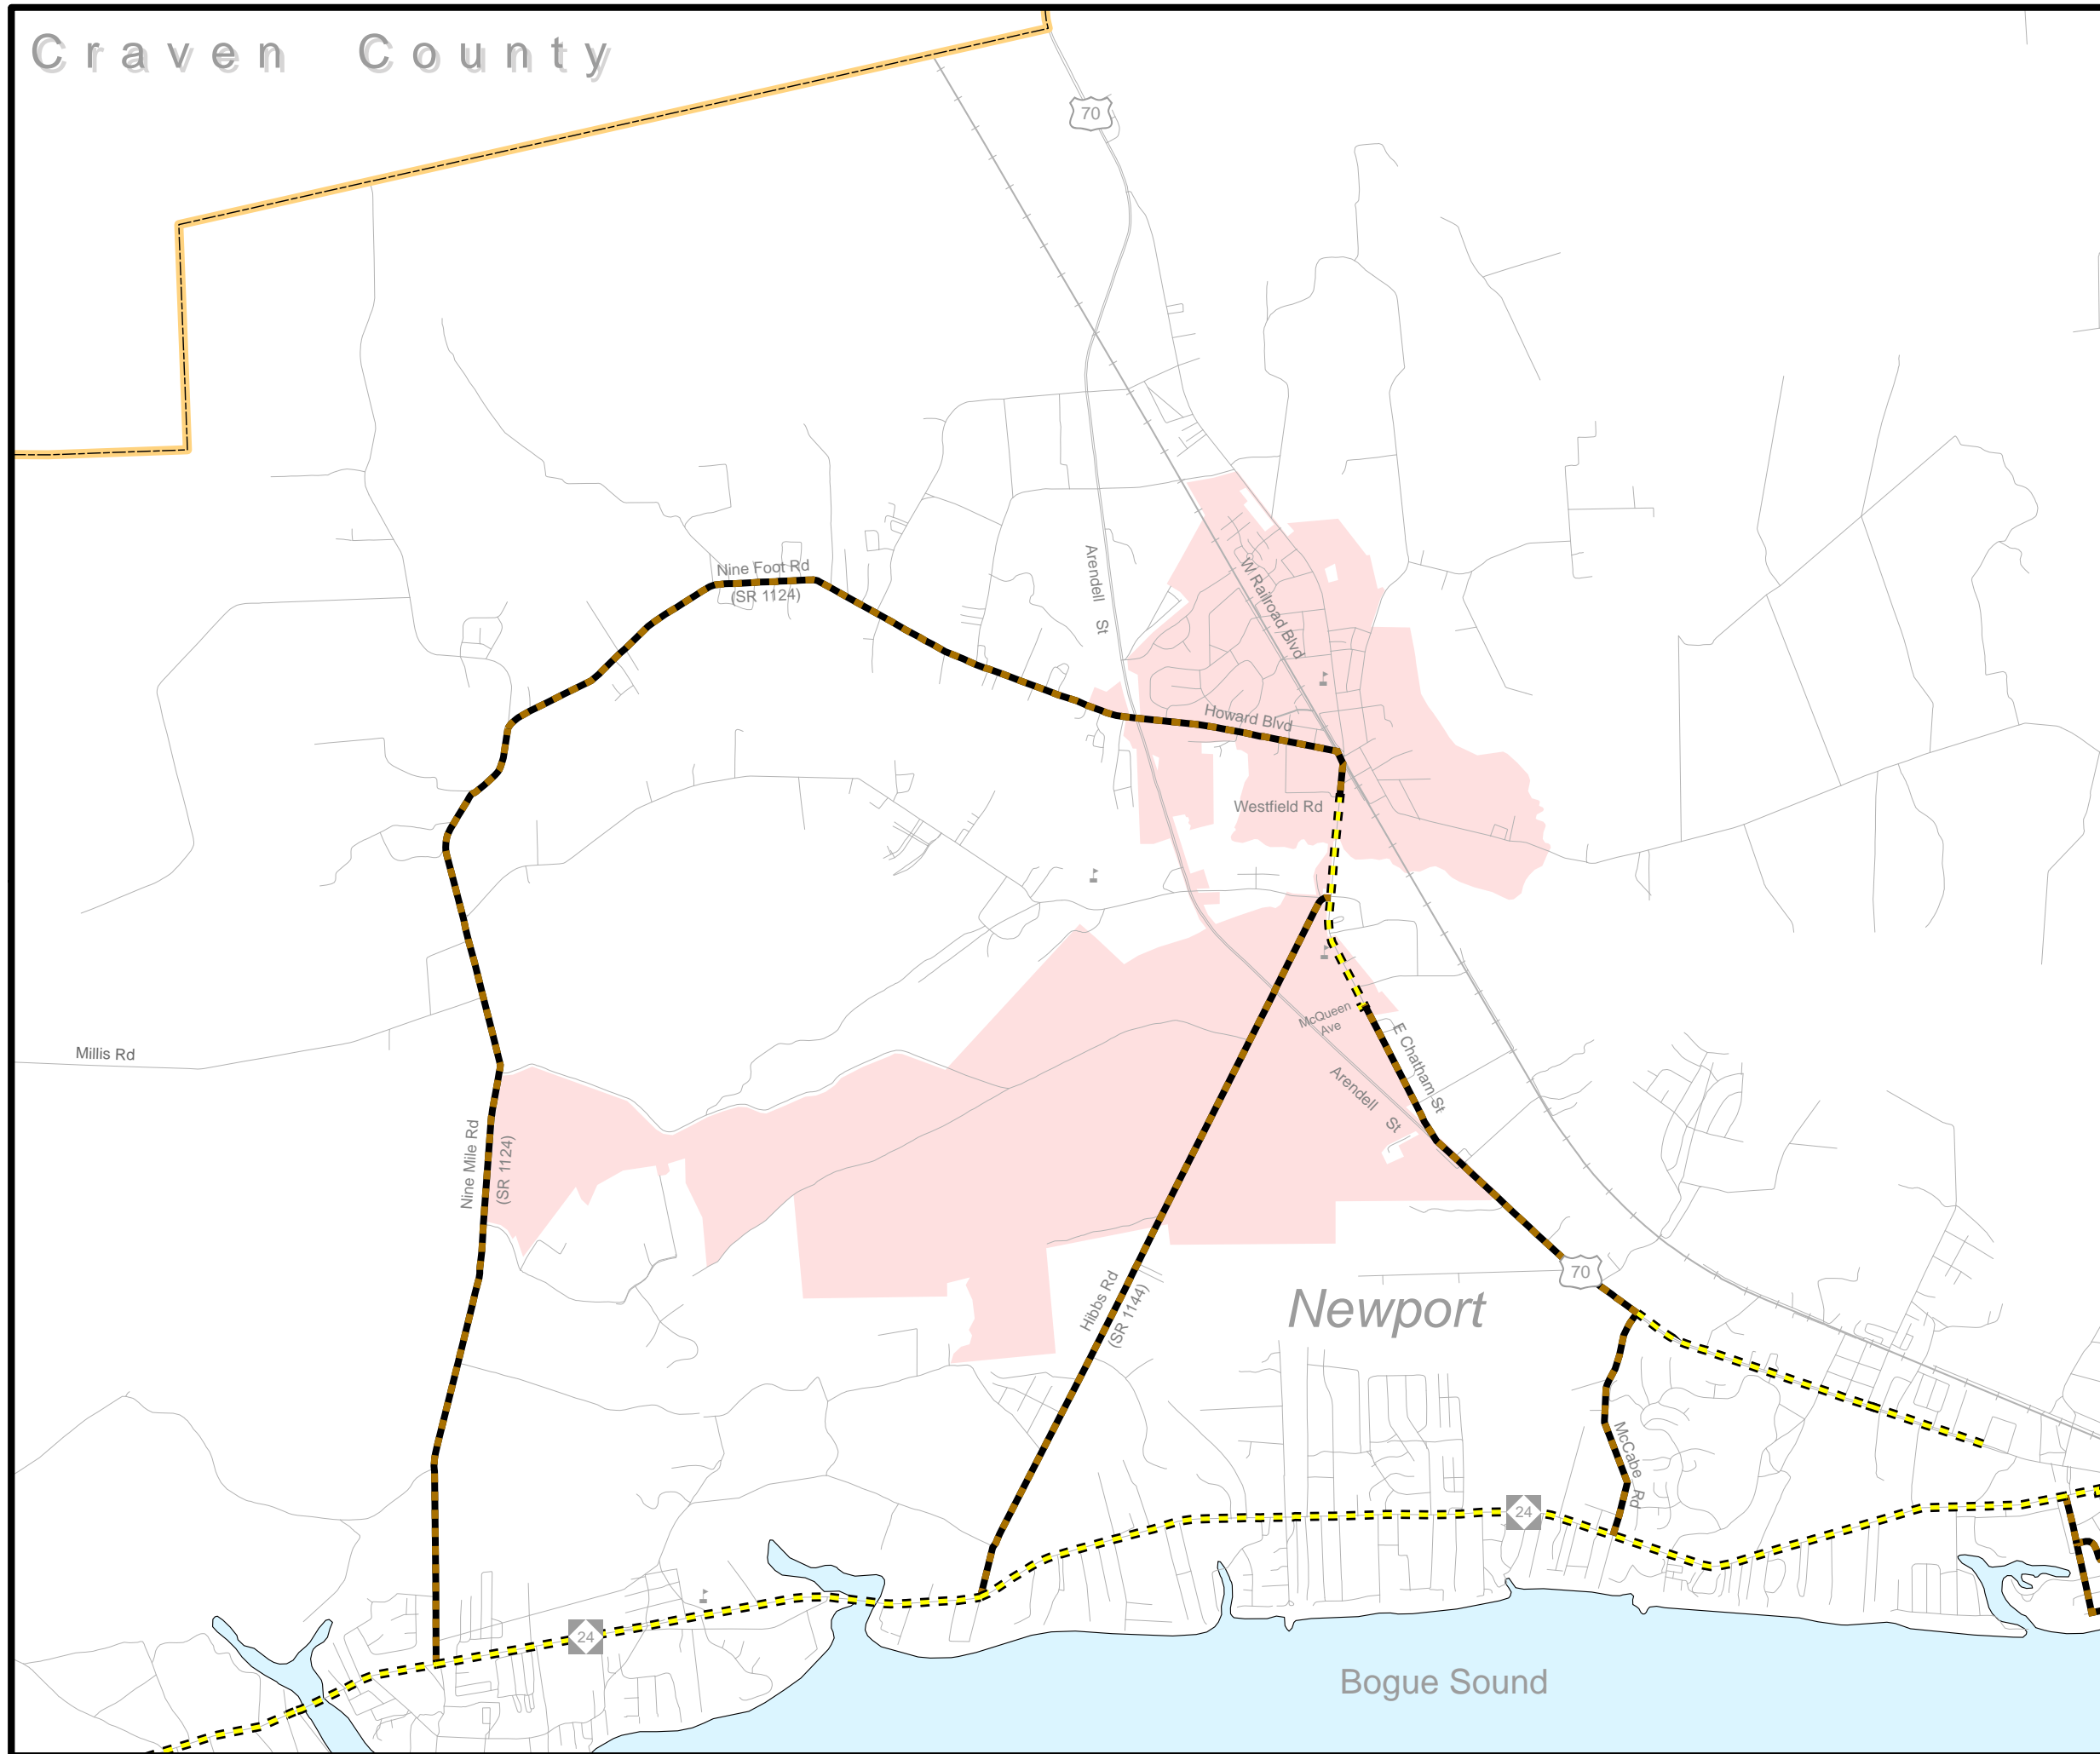 Craven County
70
Nine Foot Rd
(SR 1124)
Arendell St
W Railroad Blvd
Howard Blvd
Westfield Rd
McQueen
Ave
E Chatham St
Arendell St
Millis Rd
Nine Mile Rd
(SR 1124)
Hibbs Rd
(SR 1144)
70
Newport
McCabe Rd
24
24
Bogue Sound